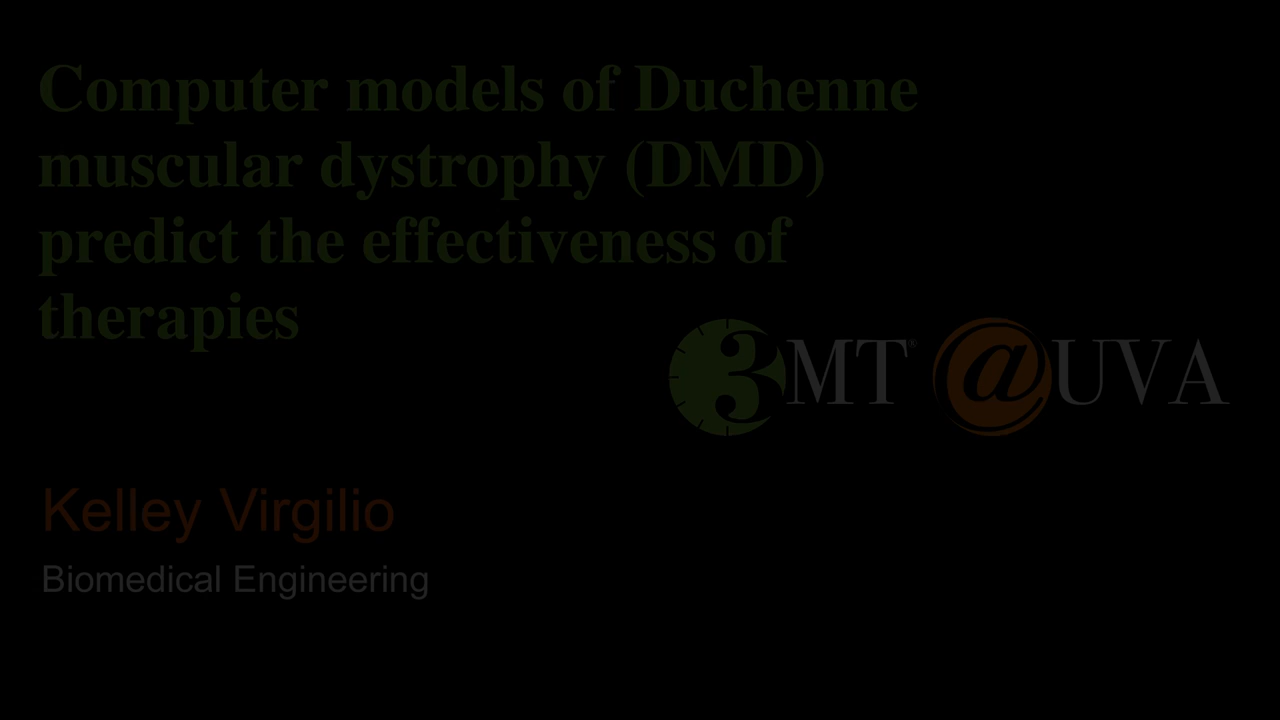 Computer models of Duchenne
muscular dystrophy (DMD)
predict the effectiveness of
therapies
3MT® @UVA
Kelley Virgilio
Biomedical Engineering